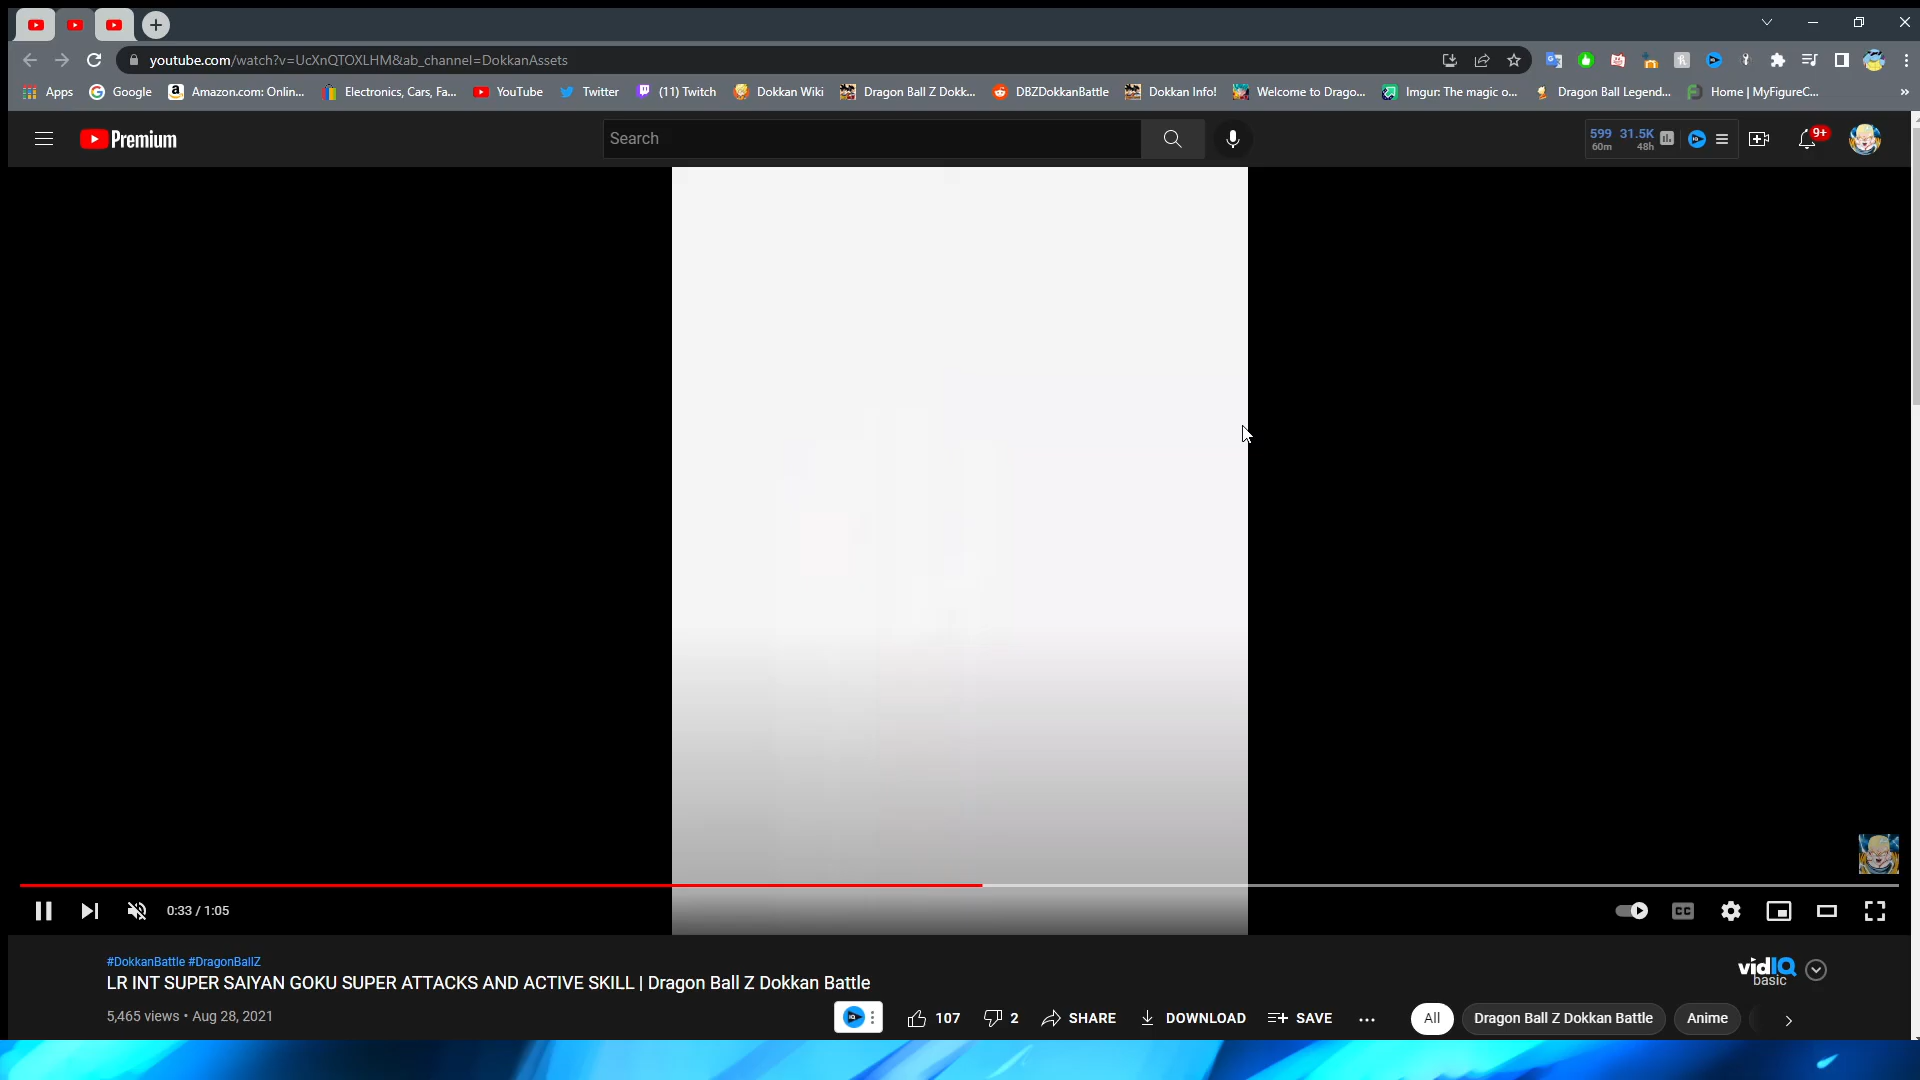 youtube.com/watch?v=UcXnQTOXLHM&ab_channel=DokkanAssets
Apps Google Amazon.com: Onlin... Electronics, Cars, Fa... YouTube Twitter (11) Twitch Dokkan Wiki Dragon Ball Z Dokk... DBZDokkanBattle Dokkan Info! Welcome to Drago... Imgur: The magic o... Dragon Ball Legend... Home | MyFigureC... »
Premium Search 599 31.5K 9+
60m 48h
0:33 / 1:05 CC
#DokkanBattle #DragonBallZ
LR INT SUPER SAIYAN GOKU SUPER ATTACKS AND ACTIVE SKILL | Dragon Ball Z Dokkan Battle
vidIQ
basic
5,465 views • Aug 28, 2021
107 2 SHARE DOWNLOAD SAVE ... All Dragon Ball Z Dokkan Battle Anime